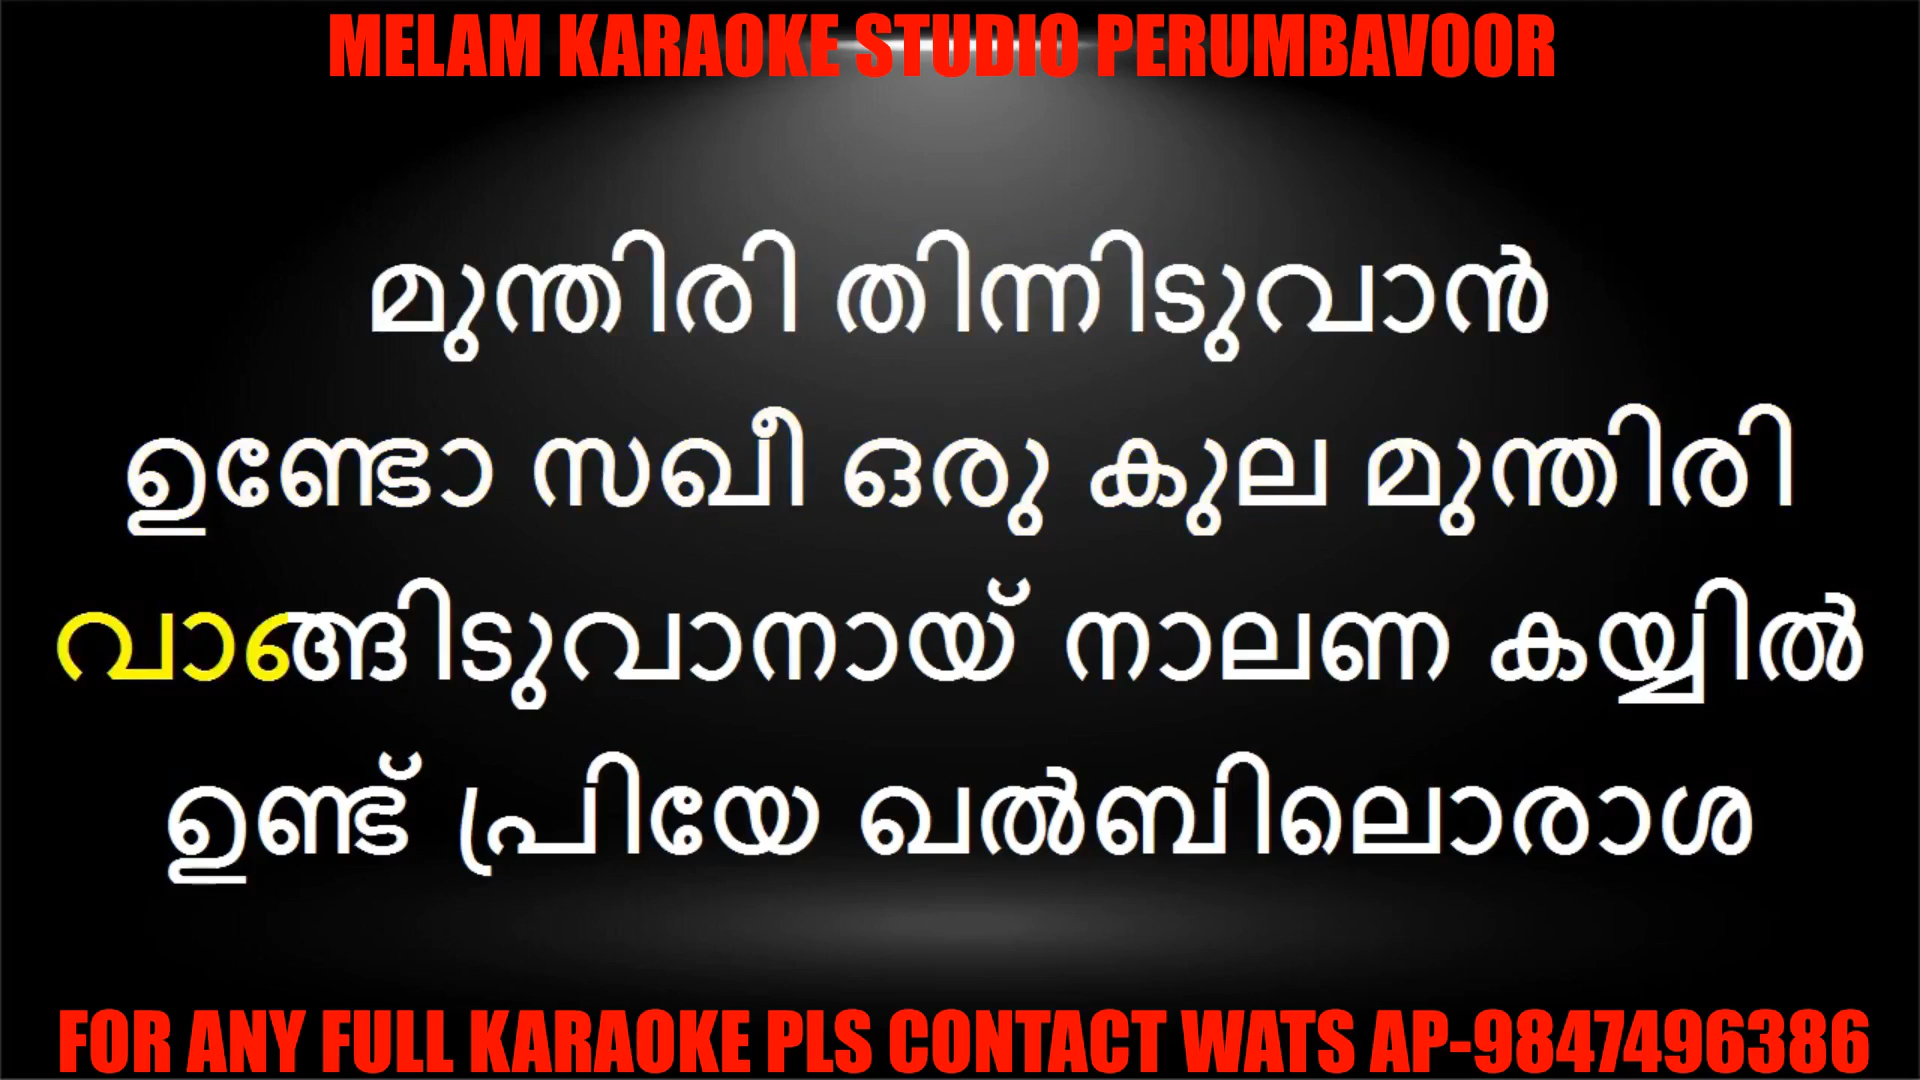 MELAM KARAOKE STUDIO PERUMBAVOOR
മുന്തിരി തിന്നിടുവാൻ
ഉണ്ടോ സഖീ ഒരു കുല മുന്തിരി
വാങ്ങിടുവാനായ് നാലണ കയ്യിൽ
ഉണ്ട് പ്രിയേ ഖൽബിലൊരാശ
FOR ANY FULL KARAOKE PLS CONTACT WATS AP-9847496386